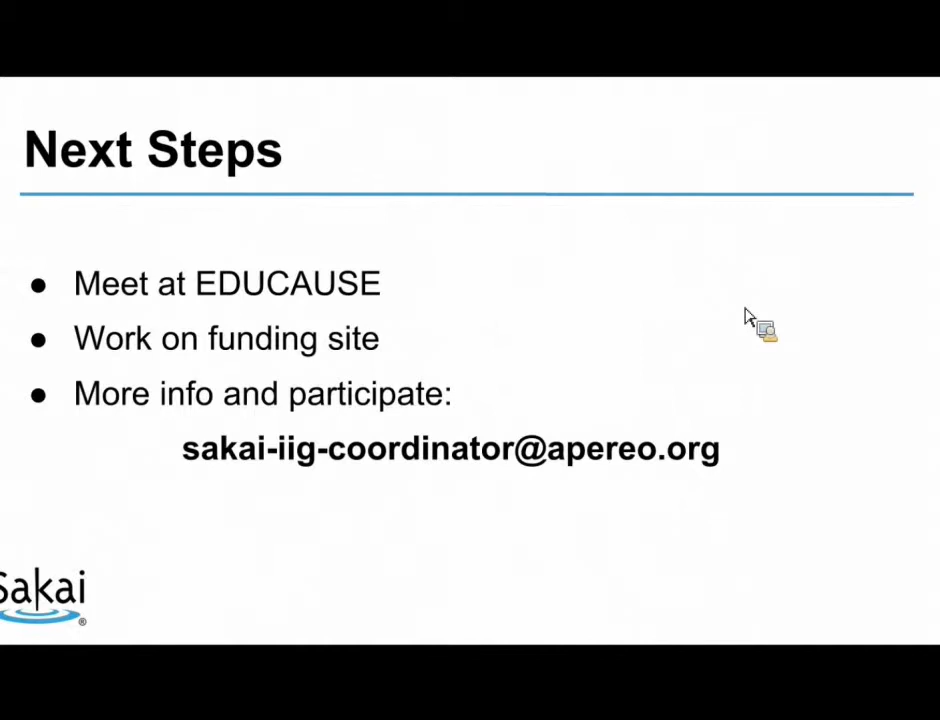 Next Steps
● Meet at EDUCAUSE
● Work on funding site
● More info and participate:
sakai-iig-coordinator@apereo.org
Sakai
®